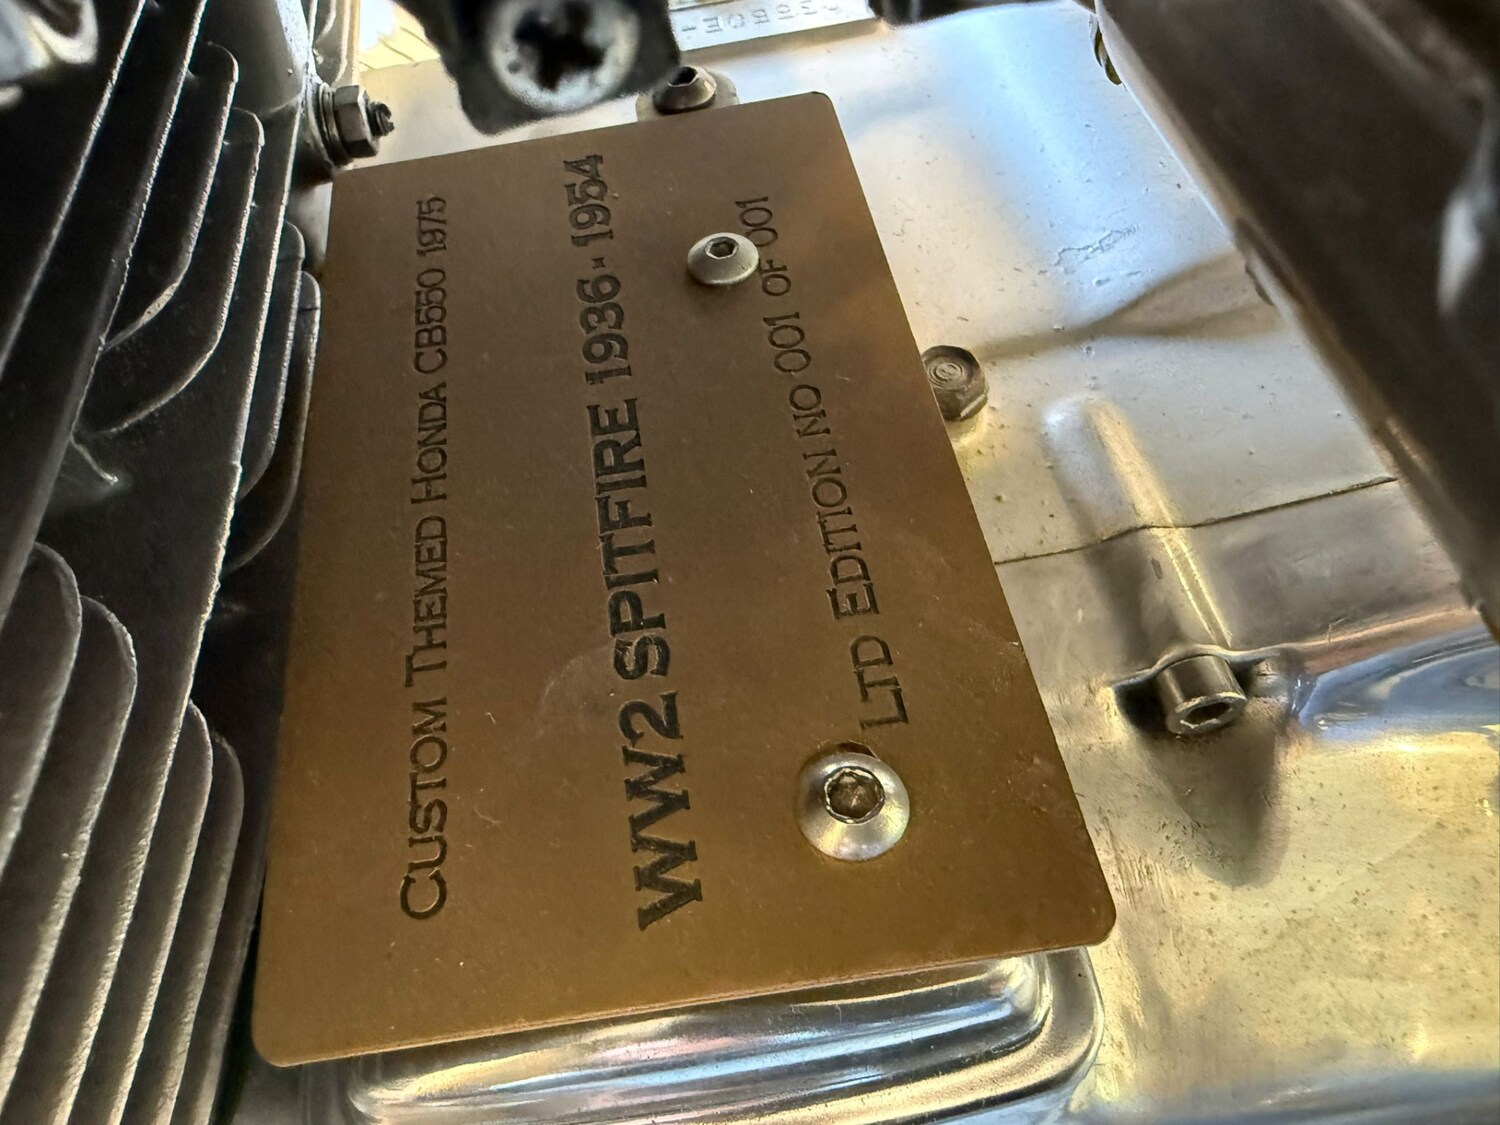 CUSTOM THEMED HONDA CB550 1975
WW2 SPITFIRE 1936 - 1954
LTD EDITION NO 001 OF 001